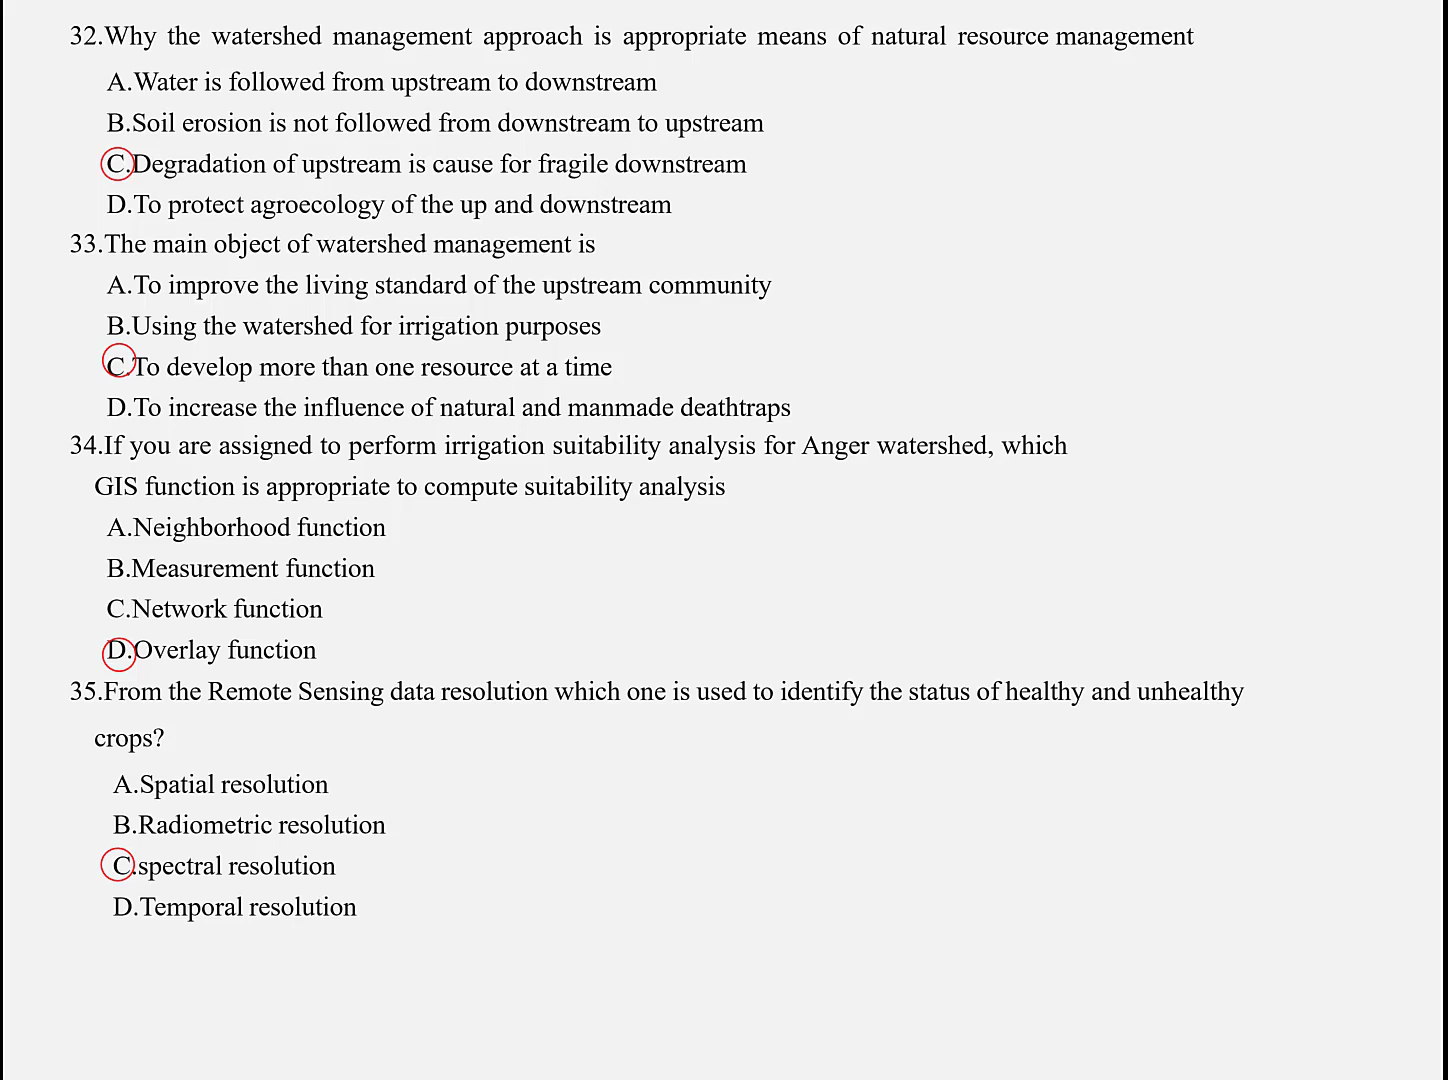 32.Why the watershed management approach is appropriate means of natural resource management
A.Water is followed from upstream to downstream
B.Soil erosion is not followed from downstream to upstream
C.Degradation of upstream is cause for fragile downstream
D.To protect agroecology of the up and downstream
33.The main object of watershed management is
A.To improve the living standard of the upstream community
B.Using the watershed for irrigation purposes
C.To develop more than one resource at a time
D.To increase the influence of natural and manmade deathtraps
34.If you are assigned to perform irrigation suitability analysis for Anger watershed, which
GIS function is appropriate to compute suitability analysis
A.Neighborhood function
B.Measurement function
C.Network function
D.Overlay function
35.From the Remote Sensing data resolution which one is used to identify the status of healthy and unhealthy
crops?
A.Spatial resolution
B.Radiometric resolution
C.spectral resolution
D.Temporal resolution